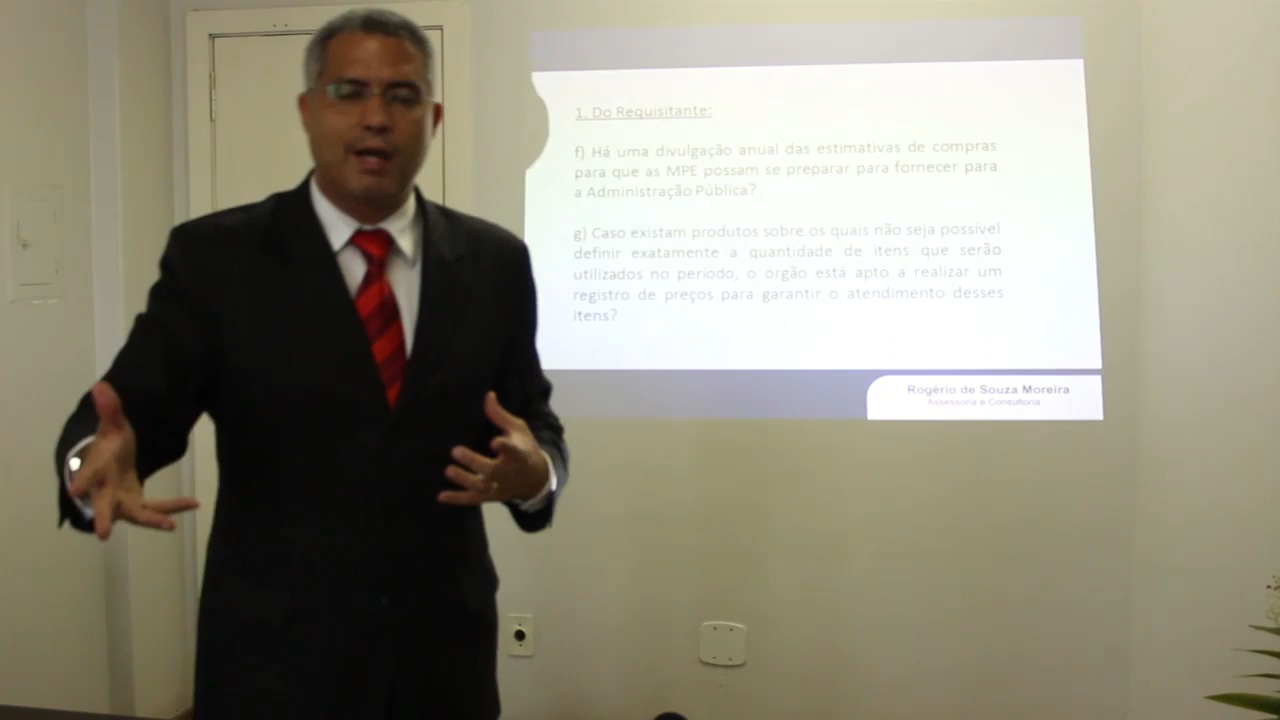 1. Do Requisitante:
f) Há uma divulgação anual das estimativas de compras
para que as MPE possam se preparar para fornecer para
a Administração Pública?
g) Caso existam produtos sobre os quais não seja possível
definir exatamente a quantidade de itens que serão
utilizados no período, o órgão está apto a realizar um
registro de preços para garantir o atendimento desses
itens?
Rogério de Souza Moreira
Assessoria e Consultoria